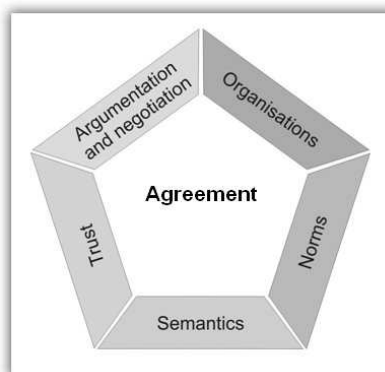 Argumentation
and negotiation
Organisations
Agreement
Trust
Norms
Semantics